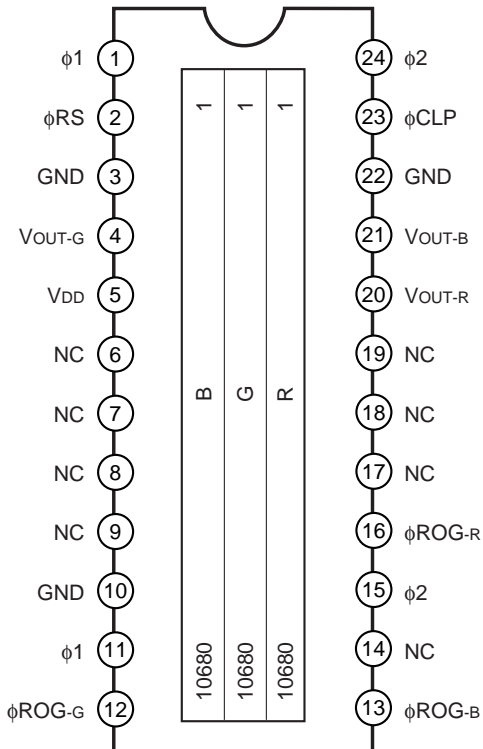 φ1 1 24 φ2
φRS 2 1 1 1 23 φCLP
GND 3 22 GND
VOUT-G 4 21 VOUT-B
VDD 5 20 VOUT-R
NC 6 19 NC
NC 7 B G R 18 NC
NC 8 17 NC
NC 9 16 φROG-R
GND 10 15 φ2
φ1 11 10680 10680 10680 14 NC
φROG-G 12 13 φROG-B